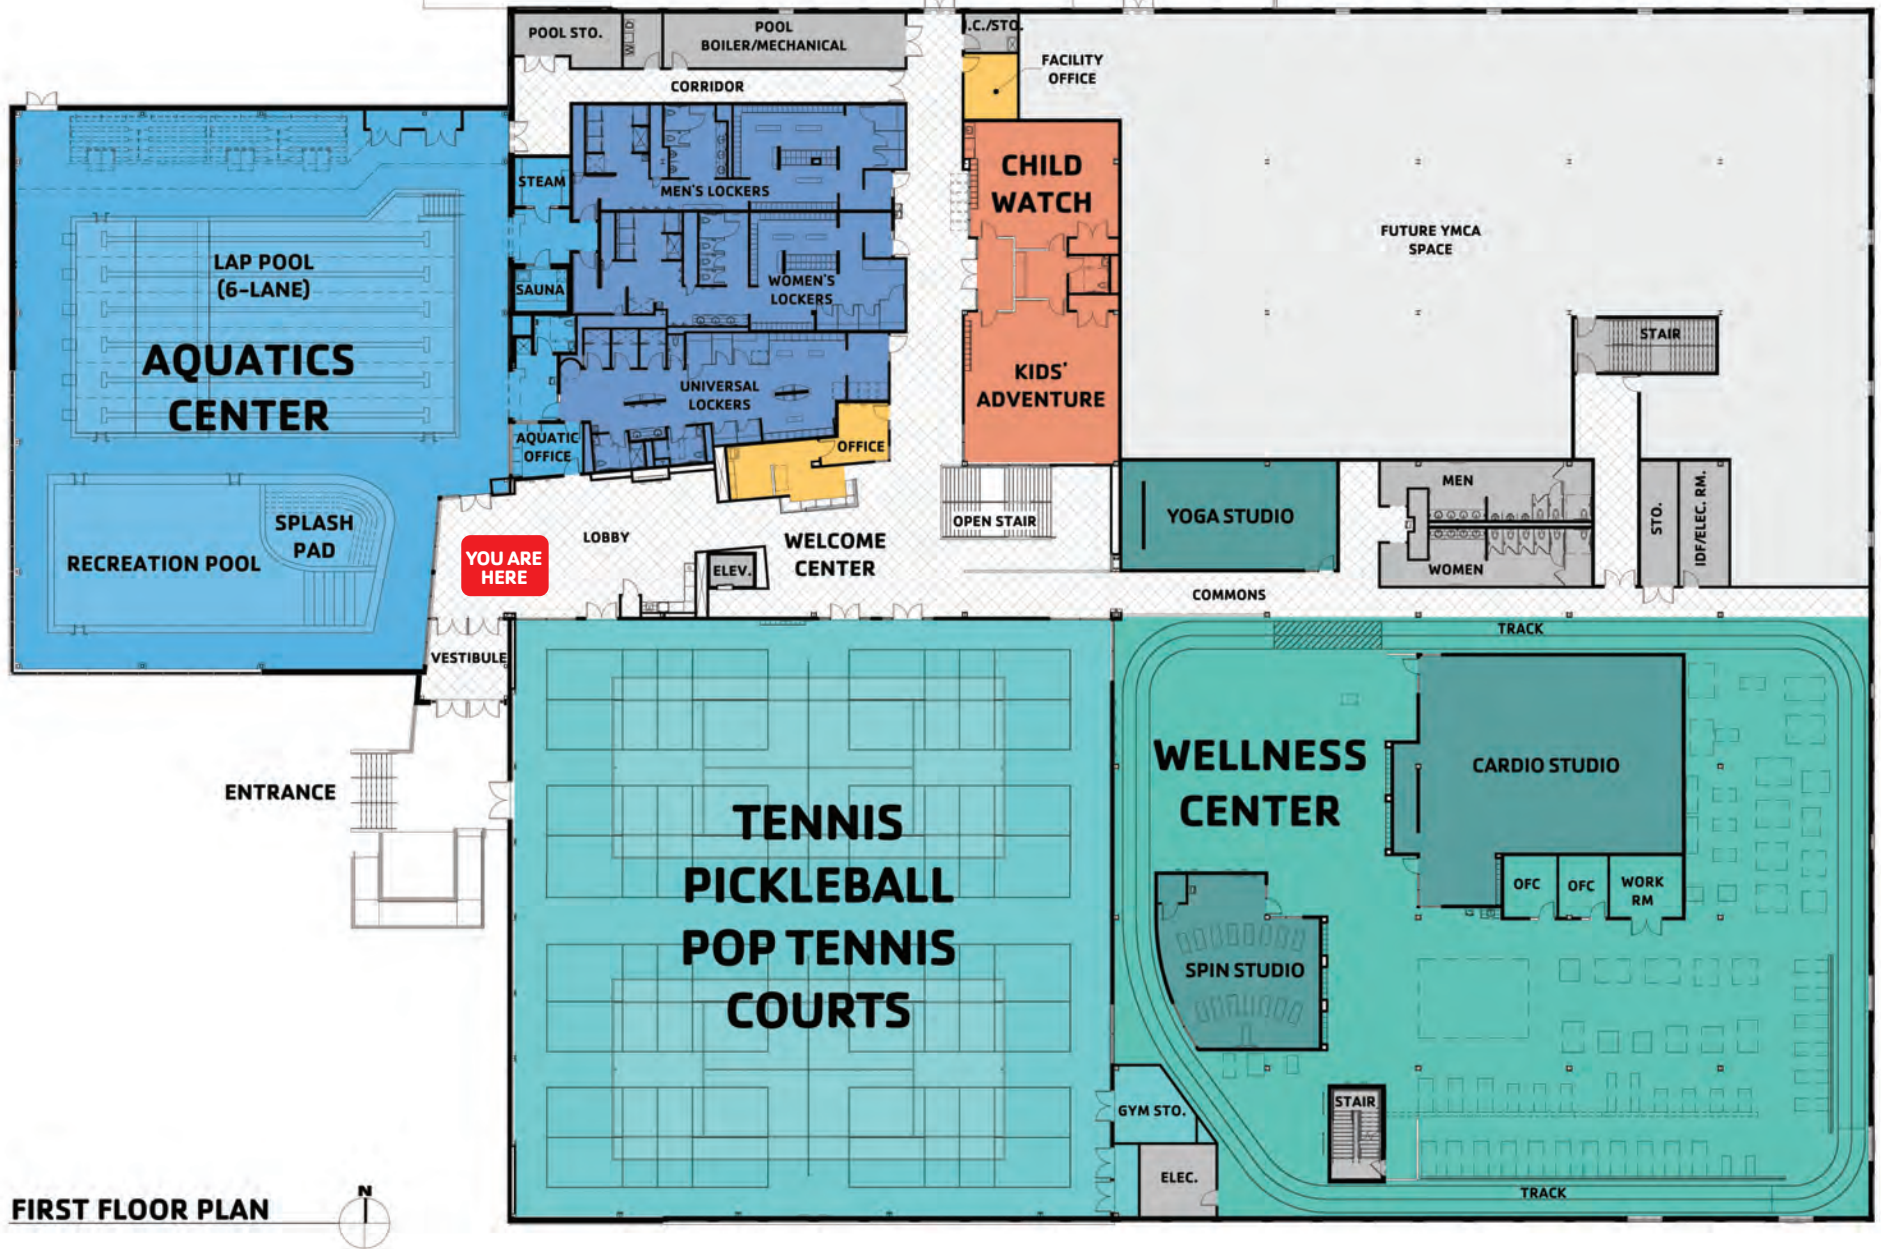 POOL STO.
POOL
BOILER/MECHANICAL
CORRIDOR
.C./STO.
FACILITY
OFFICE
CHILD
WATCH
MEN'S LOCKERS
STEAM
LAP POOL
(6-LANE)
SAUNA
WOMEN'S
LOCKERS
FUTURE YMCA
SPACE
STAIR
AQUATICS
CENTER
UNIVERSAL
LOCKERS
KIDS'
ADVENTURE
AQUATIC
OFFICE
OFFICE
MEN
STO.
IDF/ELEC. RM.
YOGA STUDIO
OPEN STAIR
SPLASH
PAD
RECREATION POOL
YOU ARE
HERE
LOBBY
WELCOME
CENTER
ELEV.
WOMEN
COMMONS
TRACK
VESTIBULE
ENTRANCE
WELLNESS
CENTER
CARDIO STUDIO
TENNIS
PICKLEBALL
POP TENNIS
COURTS
OFC
OFC
WORK
RM
SPIN STUDIO
GYM STO.
STAIR
ELEC.
TRACK
FIRST FLOOR PLAN
N